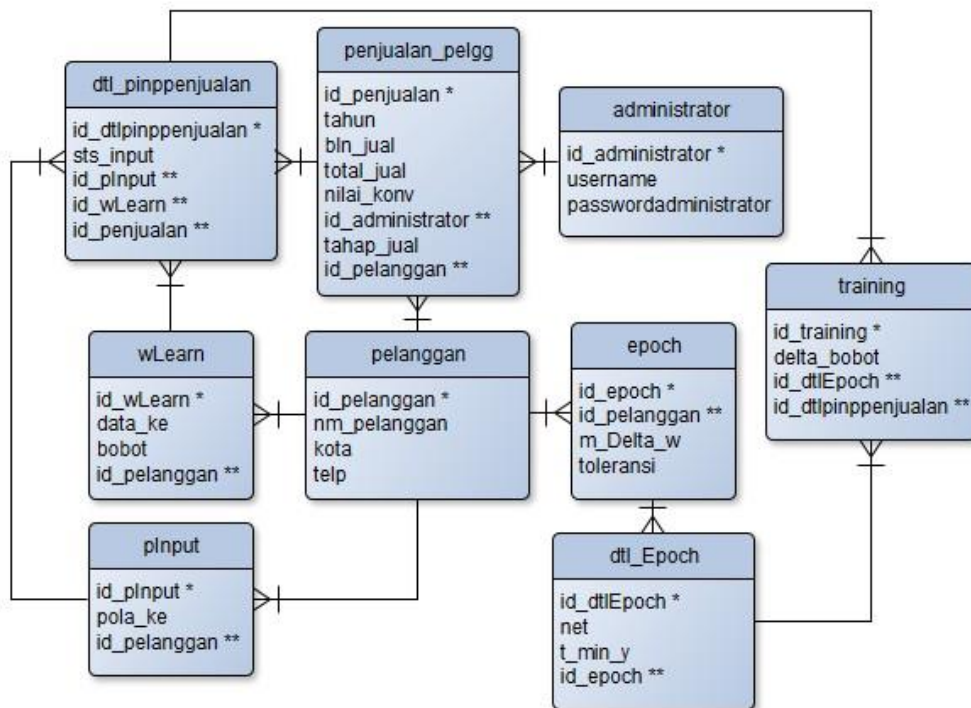 dtl_pinppenjualan
id_dtlpinppenjualan *
sts_input
id_pInput **
id_wLearn **
id_penjualan **
penjualan_pelgg
id_penjualan *
tahun
bln_jual
total_jual
nilai_konv
id_administrator **
tahap_jual
id_pelanggan **
administrator
id_administrator *
username
passwordadministrator
training
id_training *
delta_bobot
id_dtlEpoch **
id_dtlpinppenjualan **
wLearn
id_wLearn *
data_ke
bobot
id_pelanggan **
pelanggan
id_pelanggan *
nm_pelanggan
kota
telp
epoch
id_epoch *
id_pelanggan **
m_Delta_w
toleransi
pInput
id_pInput *
pola_ke
id_pelanggan **
dtl_Epoch
id_dtlEpoch *
net
t_min_y
id_epoch **